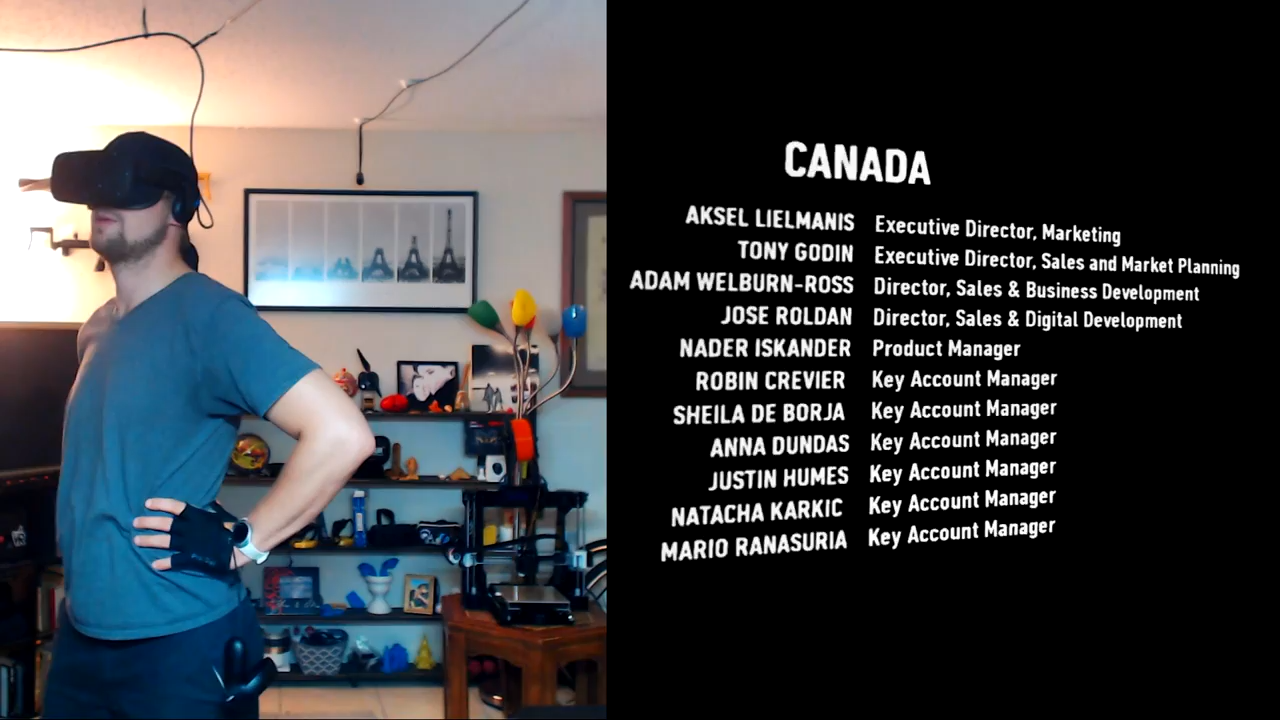 CANADA
AKSEL LIELMANIS Executive Director, Marketing
TONY GODIN Executive Director, Sales and Market Planning
ADAM WELBURN-ROSS Director, Sales & Business Development
JOSE ROLDAN Director, Sales & Digital Development
NADER ISKANDER Product Manager
ROBIN CREVIER Key Account Manager
SHEILA DE BORJA Key Account Manager
ANNA DUNDAS Key Account Manager
JUSTIN HUMES Key Account Manager
NATACHA KARKIC Key Account Manager
MARIO RANASURIA Key Account Manager